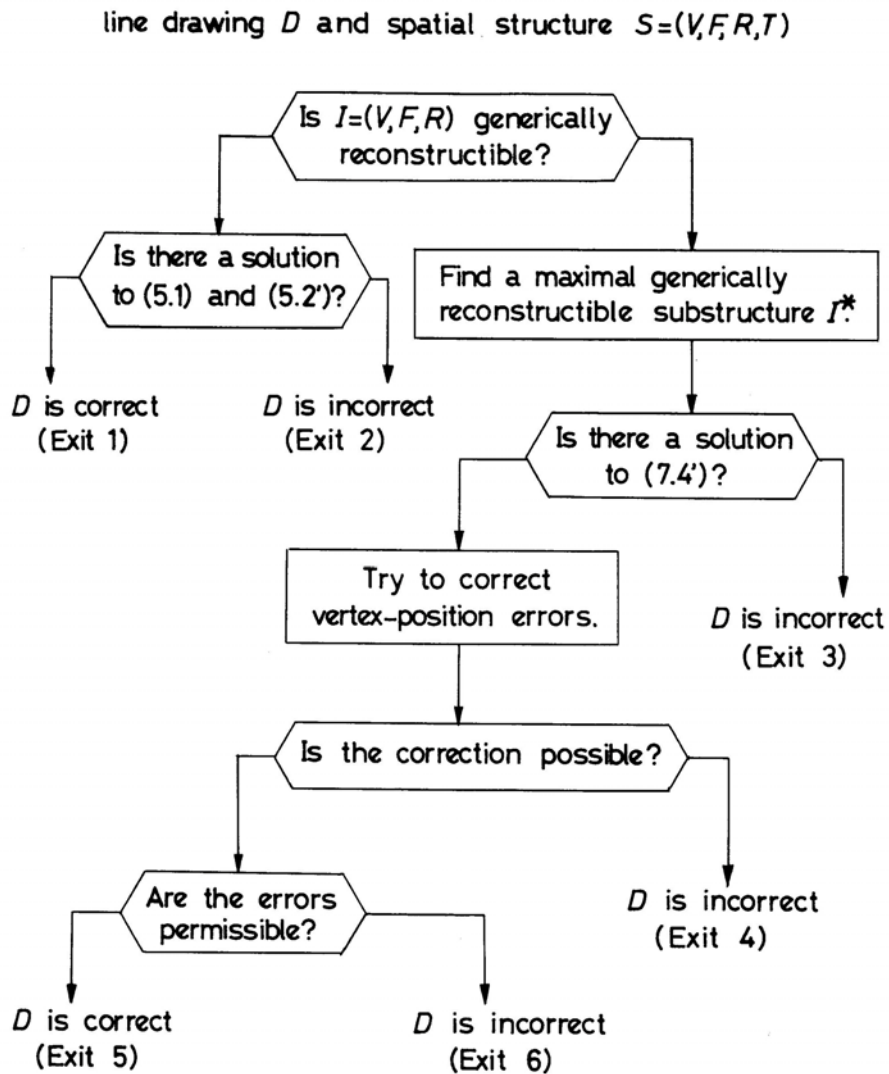 line drawing D and spatial structure S=(V,F,R,T)
Is I=(V,F,R) generically
reconstructible?
Is there a solution
to (5.1) and (5.2')?
Find a maximal generically
reconstructible substructure I*.
D is correct
(Exit 1)
D is incorrect
(Exit 2)
Is there a solution
to (7.4')?
Try to correct
vertex-position errors.
D is incorrect
(Exit 3)
Is the correction possible?
Are the errors
permissible?
D is incorrect
(Exit 4)
D is correct
(Exit 5)
D is incorrect
(Exit 6)